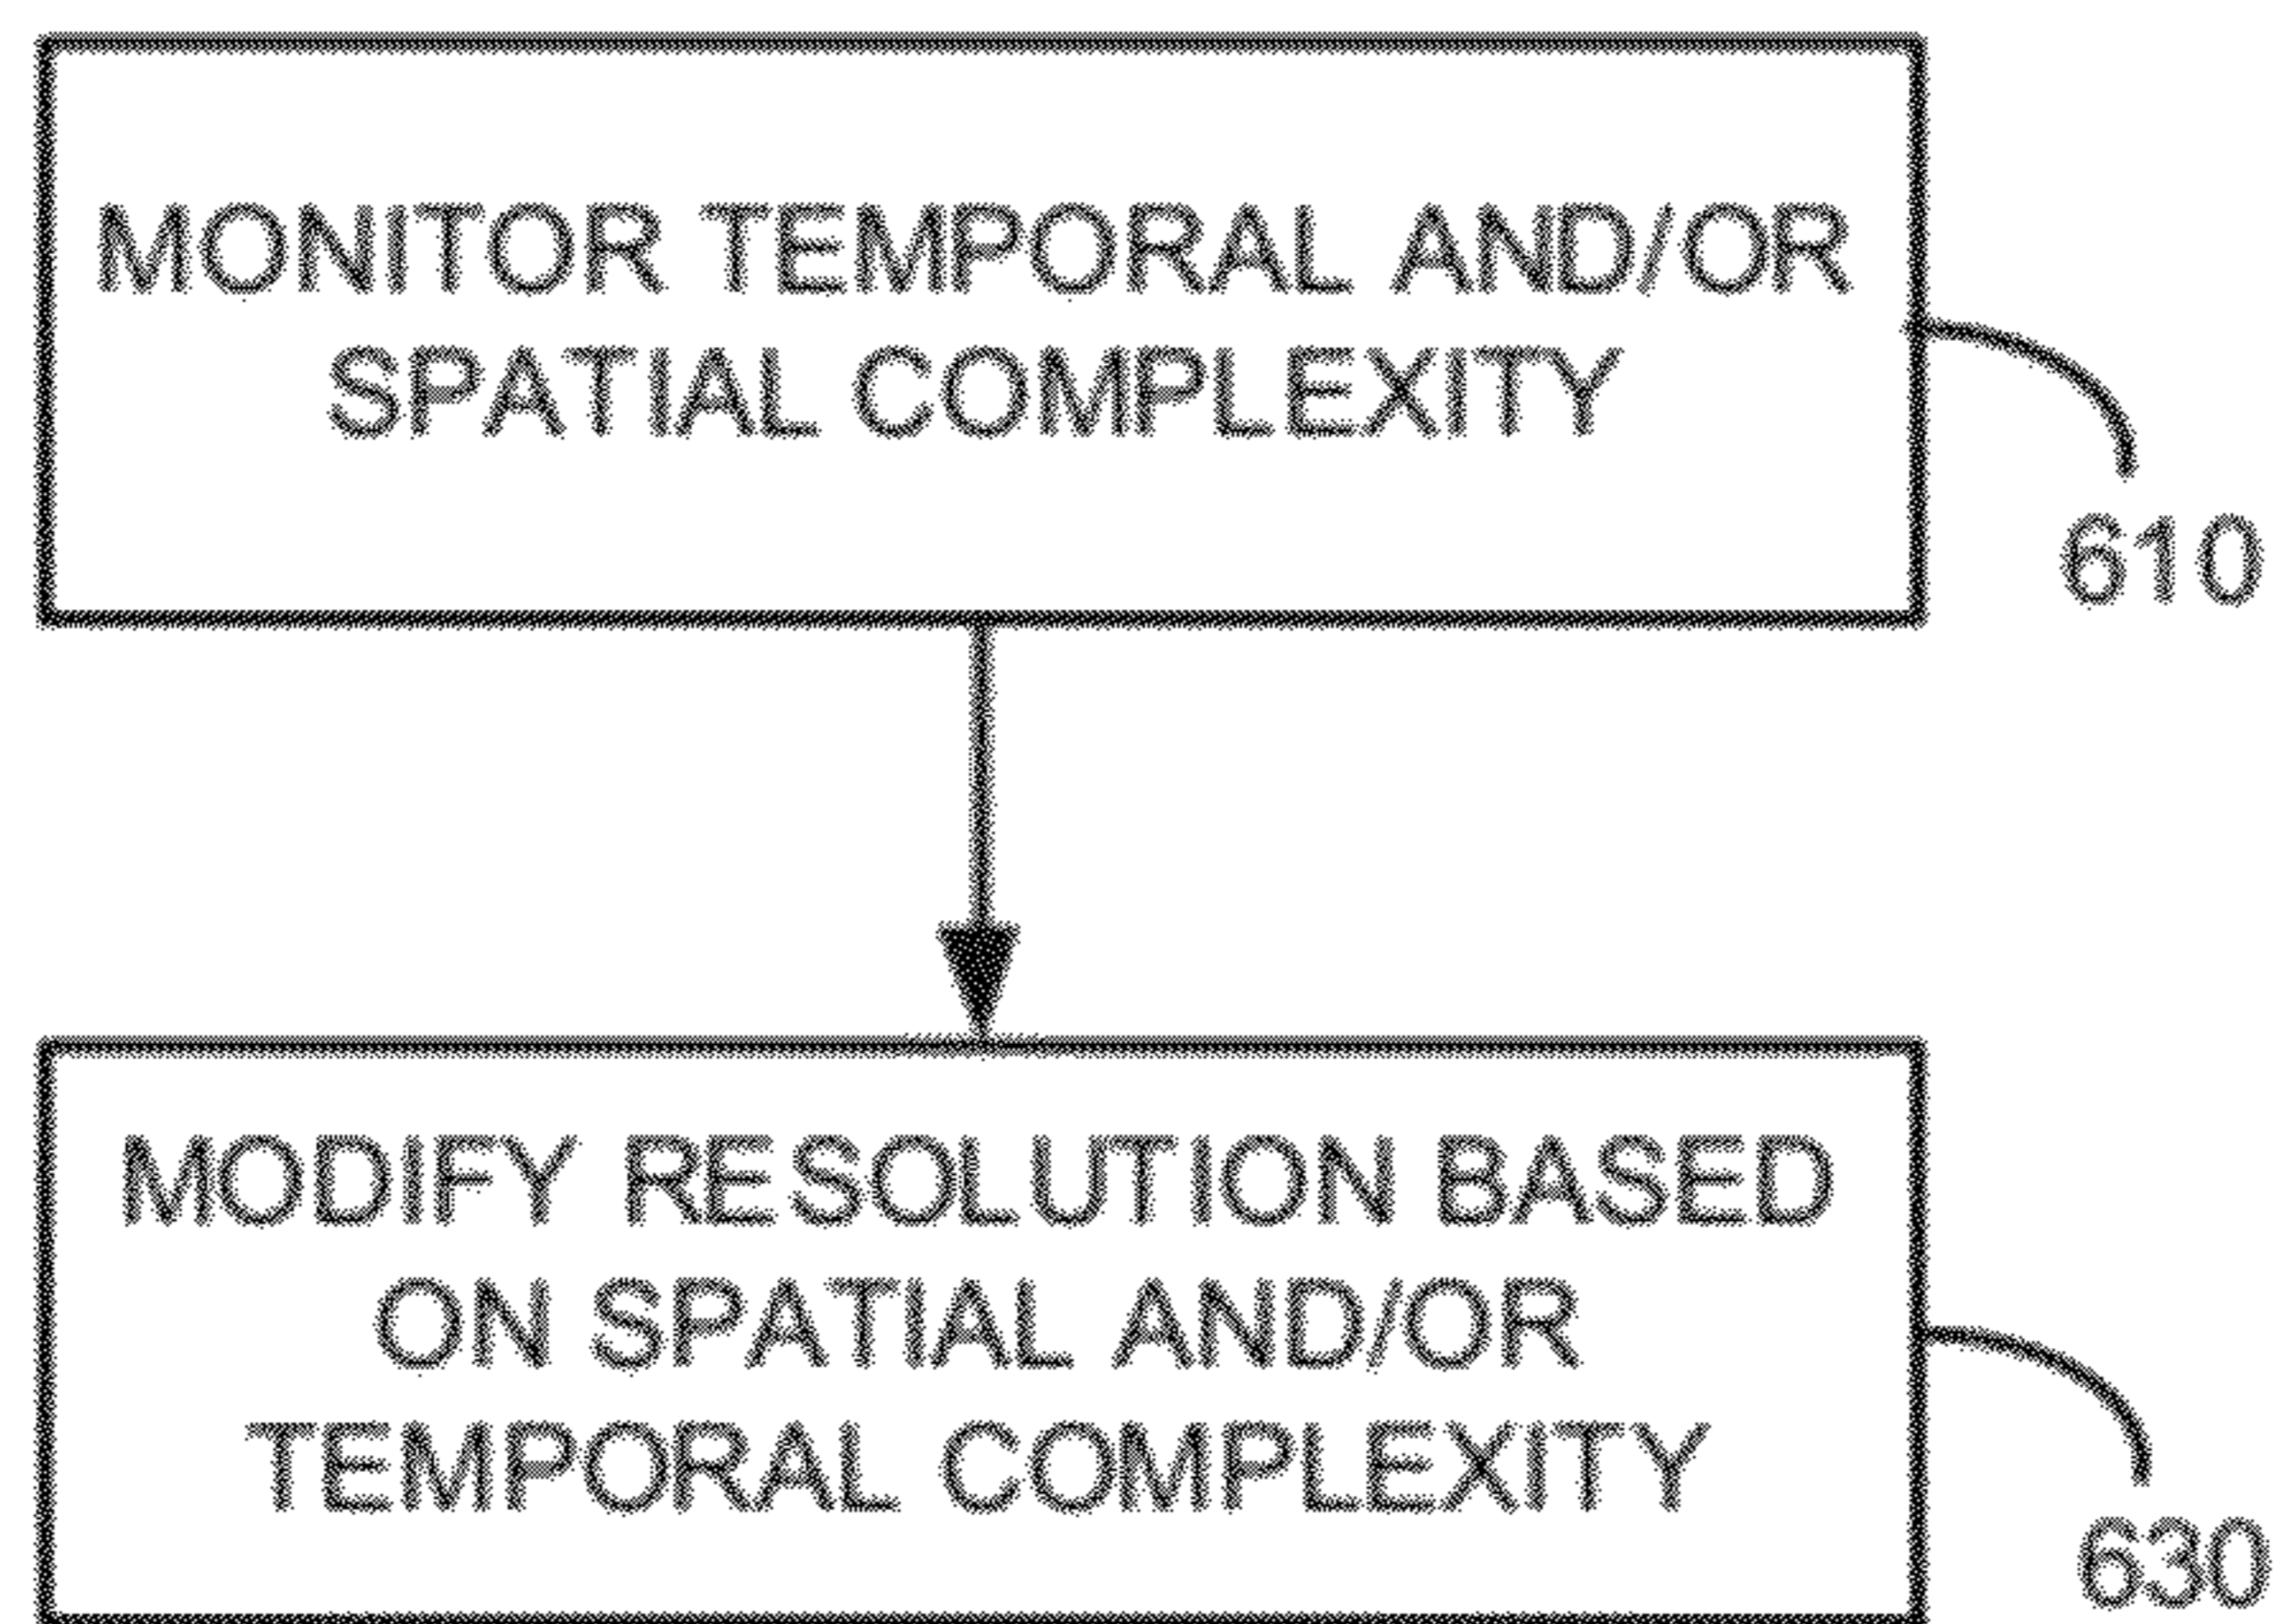 MONITOR TEMPORAL AND/OR
SPATIAL COMPLEXITY
610
MODIFY RESOLUTION BASED
ON SPATIAL AND/OR
TEMPORAL COMPLEXITY
630